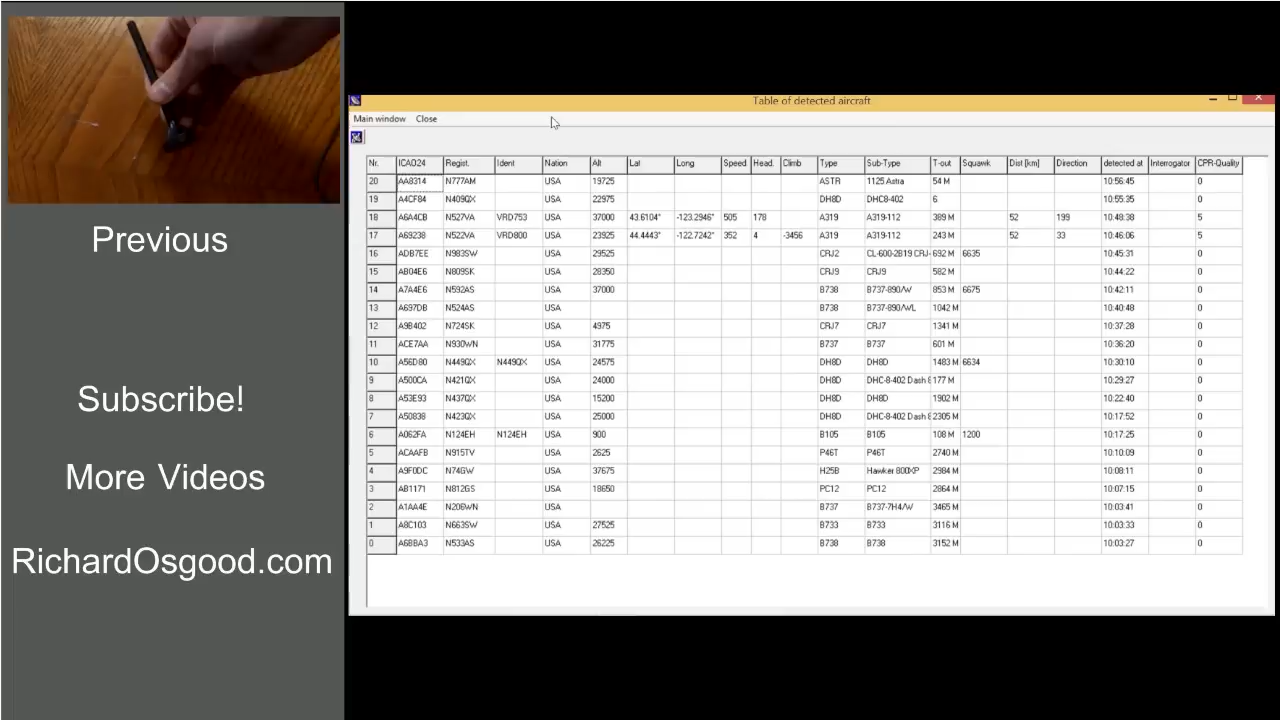 Previous
Subscribe!
More Videos
RichardOsgood.com
Table of detected aircraft
Main window Close
Nr. ICAO24 Regist. Ident Nation Alt Lat Long Speed Head. Climb Type Sub-Type T-out Squawk Dist [km] Direction detected at Interrogator CPR-Quality
20 AA8314 N777AM USA 19725 ASTR 1125 Astra 54 M 10:56:45 0
19 A4CF84 N409QX USA 22975 DH8D DHC8-402 6 10:55:35 0
18 A6A4CB N527VA VRD753 USA 37000 43.6104° -123.2946° 505 178 A319 A319-112 389 M 52 199 10:48:38 5
17 A69238 N522VA VRD800 USA 23925 44.4443° -122.7242° 352 4 -3456 A319 A319-112 243 M 52 33 10:46:06 5
16 ADB7EE N983SW USA 29525 CRJ2 CL-600-2B19 CRJ- 692 M 6635 10:45:31 0
15 AB04E6 N809SK USA 28350 CRJ9 CRJ9 582 M 10:44:22 0
14 A7A4E6 N592AS USA 37000 B738 B737-890/W 853 M 6675 10:42:11 0
13 A697DB N524AS USA B738 B737-890/WL 1042 M 10:40:48 0
12 A9B402 N724SK USA 4975 CRJ7 CRJ7 1341 M 10:37:28 0
11 ACE7AA N930WN USA 31775 B737 B737 601 M 10:36:20 0
10 A56D80 N449QX N449QX USA 24575 DH8D DH8D 1483 M 6634 10:30:10 0
9 A500CA N421QX USA 24000 DH8D DHC-8-402 Dash 8 177 M 10:29:27 0
8 A53E93 N437QX USA 15200 DH8D DH8D 1902 M 10:22:40 0
7 A50838 N423QX USA 25000 DH8D DHC-8-402 Dash 8 2305 M 10:17:52 0
6 A062FA N124EH N124EH USA 900 B105 B105 108 M 1200 10:17:25 0
5 ACAAFB N915TV USA 2625 P46T P46T 2740 M 10:10:09 0
4 A9F0DC N74GW USA 37675 H25B Hawker 800XP 2984 M 10:08:11 0
3 AB1171 N812GS USA 18650 PC12 PC12 2864 M 10:07:15 0
2 A1AA4E N206WN USA B737 B737-7H4/W 3465 M 10:03:41 0
1 A8C103 N663SW USA 27525 B733 B733 3116 M 10:03:33 0
0 A6BBA3 N533AS USA 26225 B738 B738 3152 M 10:03:27 0